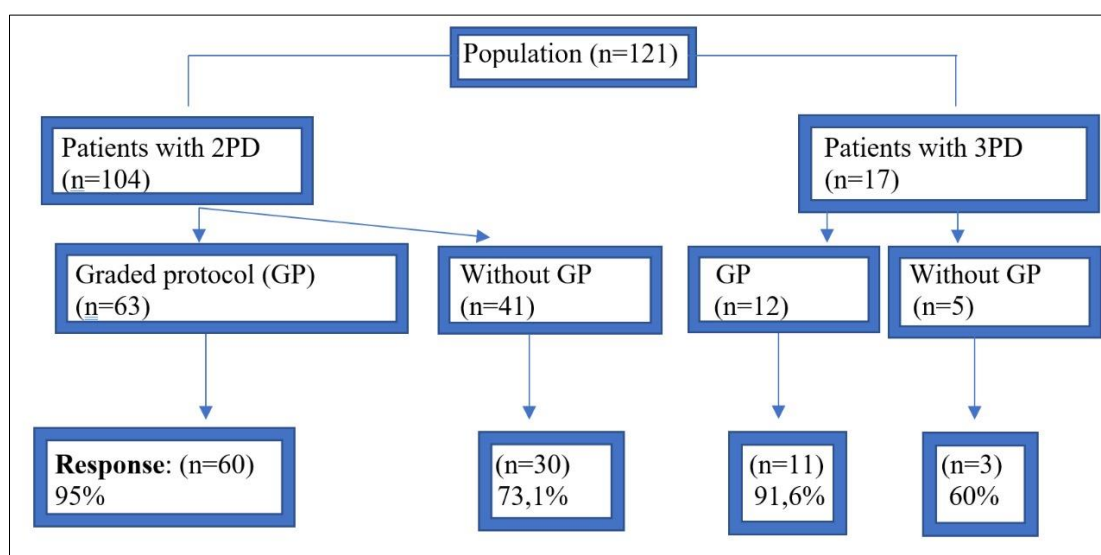 Population (n=121)
Patients with 2PD
(n=104)
Patients with 3PD
(n=17)
Graded protocol (GP)
(n=63)
Without GP
(n=41)
GP
(n=12)
Without GP
(n=5)
Response: (n=60)
95%
(n=30)
73,1%
(n=11)
91,6%
(n=3)
60%